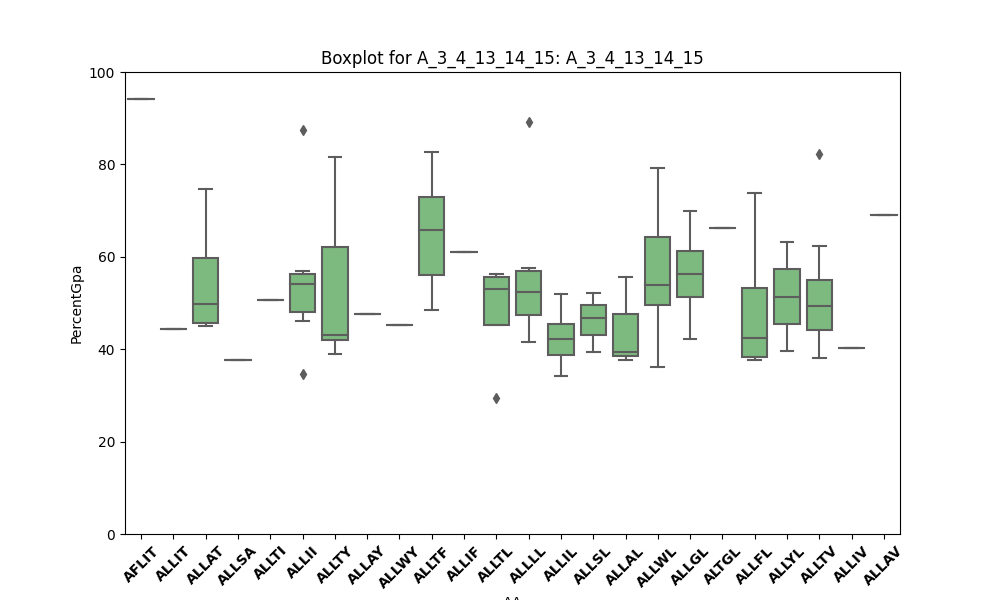 Boxplot for A_3_4_13_14_15: A_3_4_13_14_15
PercentGpa
100
80
60
40
20
0
AFLIT ALLIT ALLAT ALLSA ALLTI ALLII ALLTY ALLAY ALLWY ALLTF ALLIF ALLTL ALLLL ALLIL ALLSL ALLAL ALLWL ALLGL ALTGL ALLFL ALLYL ALLTV ALLIV ALLAV